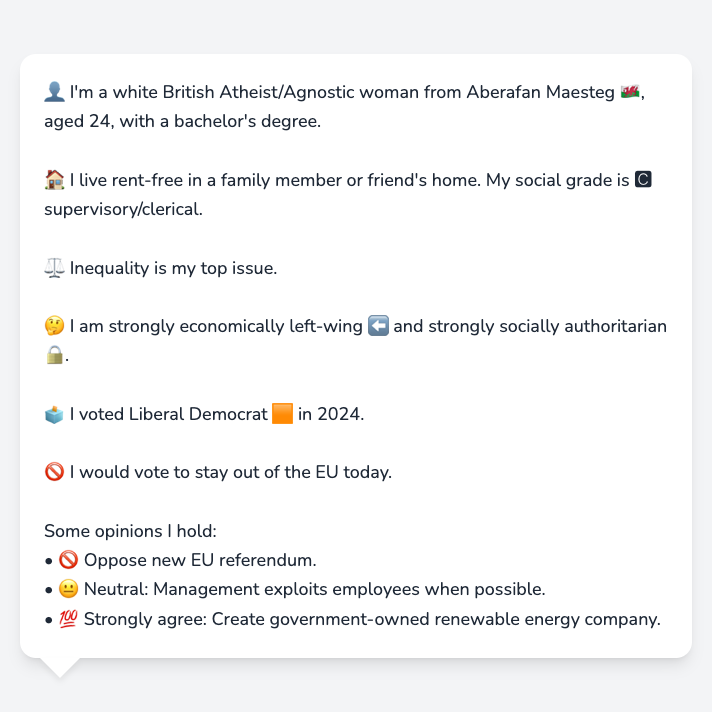 👤 I'm a white British Atheist/Agnostic woman from Aberafan Maesteg 🏴󠁧󠁢󠁷󠁬󠁳󠁿,
aged 24, with a bachelor's degree.
🏠 I live rent-free in a family member or friend's home. My social grade is 🅲
supervisory/clerical.
⚖️ Inequality is my top issue.
🤔 I am strongly economically left-wing ⬅️ and strongly socially authoritarian
🔒.
🗳️ I voted Liberal Democrat 🟧 in 2024.
🚫 I would vote to stay out of the EU today.
Some opinions I hold:
• 🚫 Oppose new EU referendum.
• 😐 Neutral: Management exploits employees when possible.
• 💯 Strongly agree: Create government-owned renewable energy company.